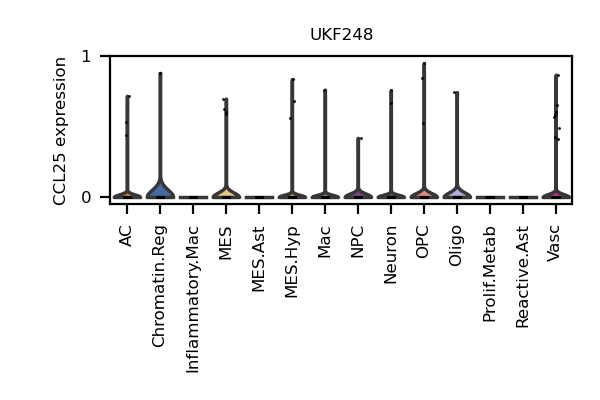 UKF248
CCL25 expression
1
0
AC
Chromatin.Reg
Inflammatory.Mac
MES
MES.Ast
MES.Hyp
Mac
NPC
Neuron
OPC
Oligo
Prolif.Metab
Reactive.Ast
Vasc